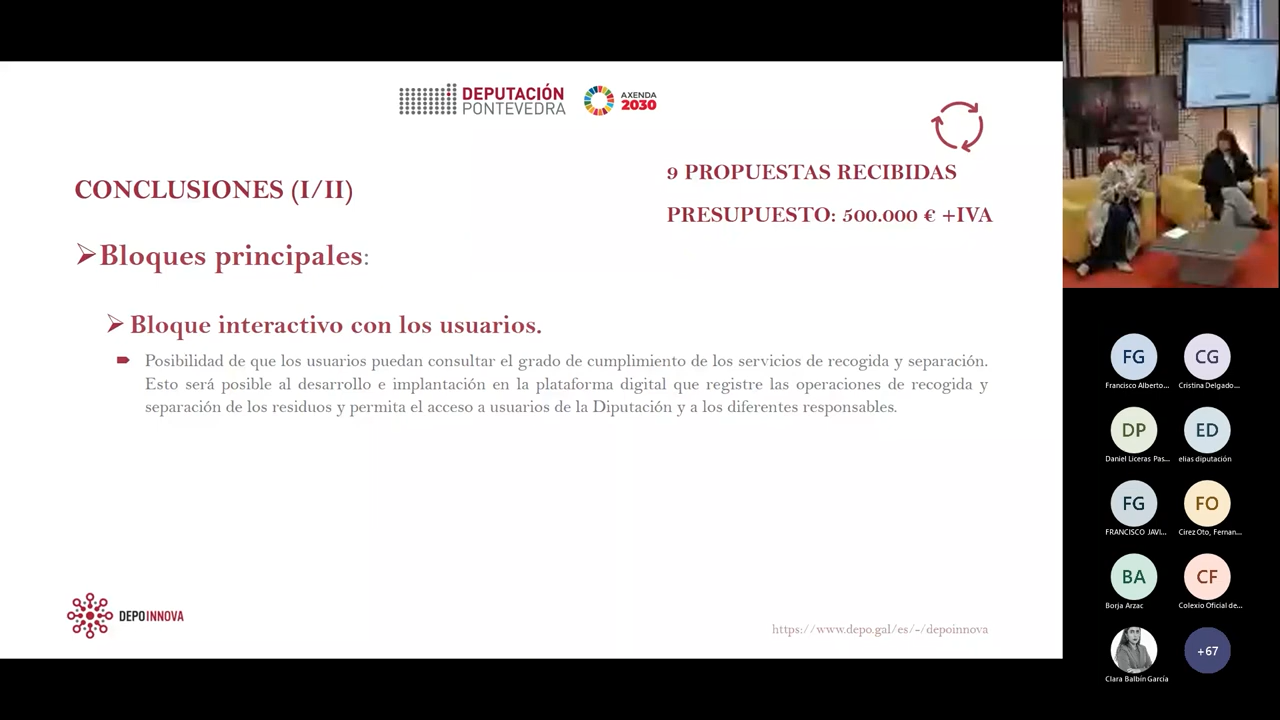 DEPUTACIÓN
PONTEVEDRA
AXENDA
2030
9 PROPUESTAS RECIBIDAS
CONCLUSIONES (I/II)
PRESUPUESTO: 500.000 € +IVA
Bloques principales:
Bloque interactivo con los usuarios.
Posibilidad de que los usuarios puedan consultar el grado de cumplimiento de los servicios de recogida y separación.
Esto será posible al desarrollo e implantación en la plataforma digital que registre las operaciones de recogida y
separación de los residuos y permita el acceso a usuarios de la Diputación y a los diferentes responsables.
DEPOINNOVA
https://www.depo.gal/es/-/depoinnova
FG
CG
Francisco Alberto...
Cristina Delgado...
DP
ED
Daniel Liceras Pas...
elias diputación
FG
FO
FRANCISCO JAVI...
Cirez Oto, Fernan...
BA
CF
Borja Arzac
Colexio Oficial de...
+67
Clara Balbín García